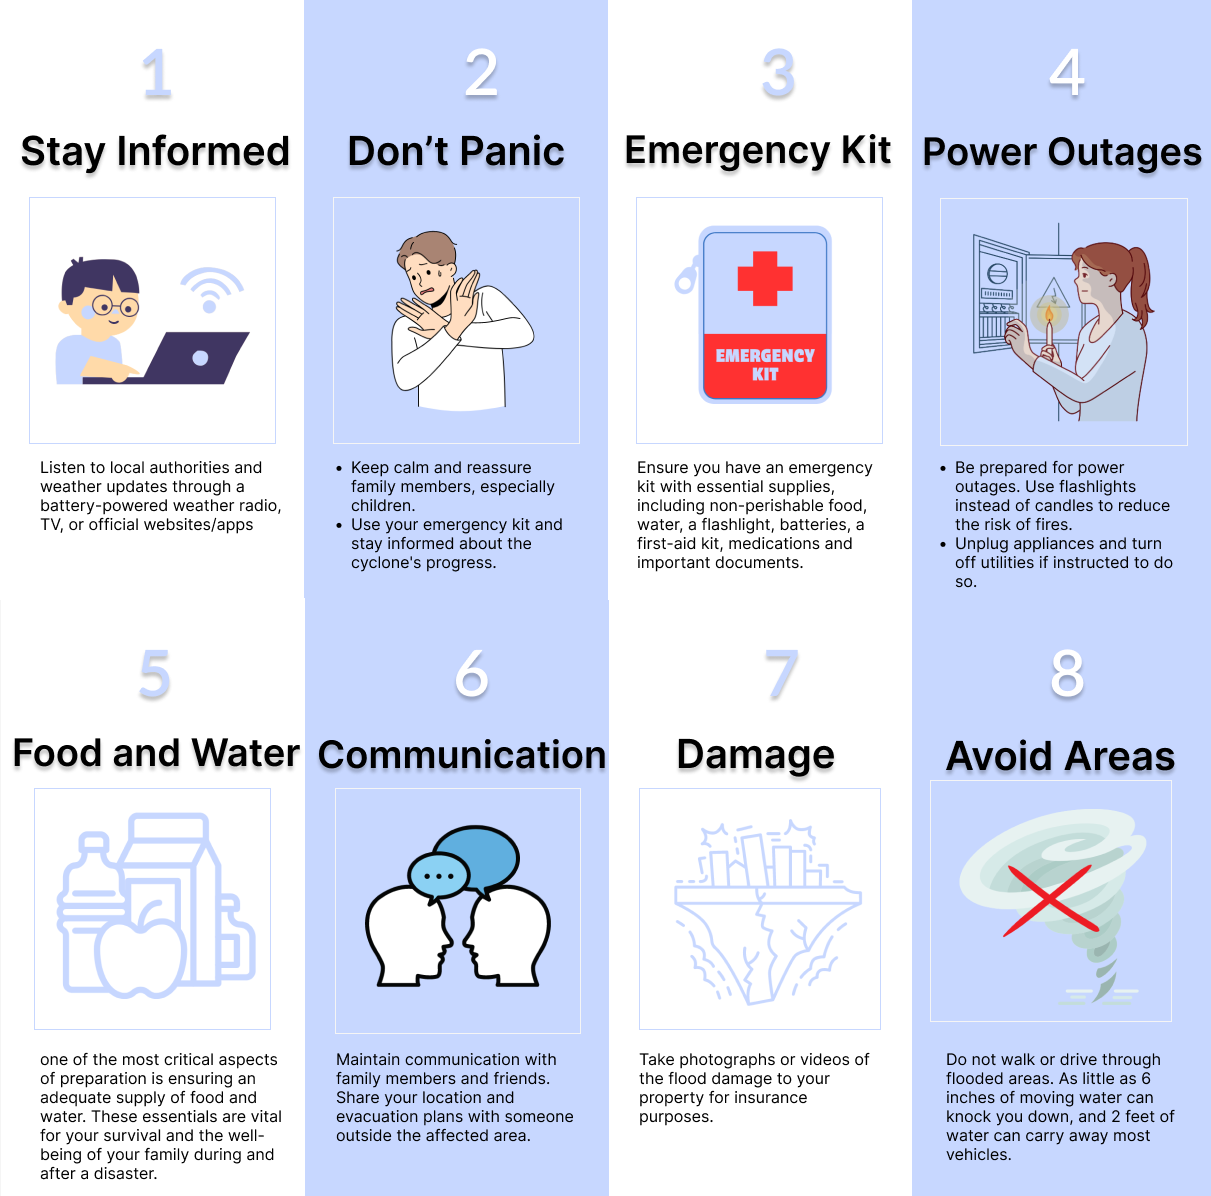 1
Stay Informed
Listen to local authorities and
weather updates through a
battery-powered weather radio,
TV, or official websites/apps
2
Don’t Panic
• Keep calm and reassure
family members, especially
children.
• Use your emergency kit and
stay informed about the
cyclone's progress.
3
Emergency Kit
EMERGENCY
KIT
Ensure you have an emergency
kit with essential supplies,
including non-perishable food,
water, a flashlight, batteries, a
first-aid kit, medications and
important documents.
4
Power Outages
• Be prepared for power
outages. Use flashlights
instead of candles to reduce
the risk of fires.
• Unplug appliances and turn
off utilities if instructed to do
so.
5
Food and Water
one of the most critical aspects
of preparation is ensuring an
adequate supply of food and
water. These essentials are vital
for your survival and the well-
being of your family during and
after a disaster.
6
Communication
Maintain communication with
family members and friends.
Share your location and
evacuation plans with someone
outside the affected area.
7
Damage
Take photographs or videos of
the flood damage to your
property for insurance
purposes.
8
Avoid Areas
Do not walk or drive through
flooded areas. As little as 6
inches of moving water can
knock you down, and 2 feet of
water can carry away most
vehicles.